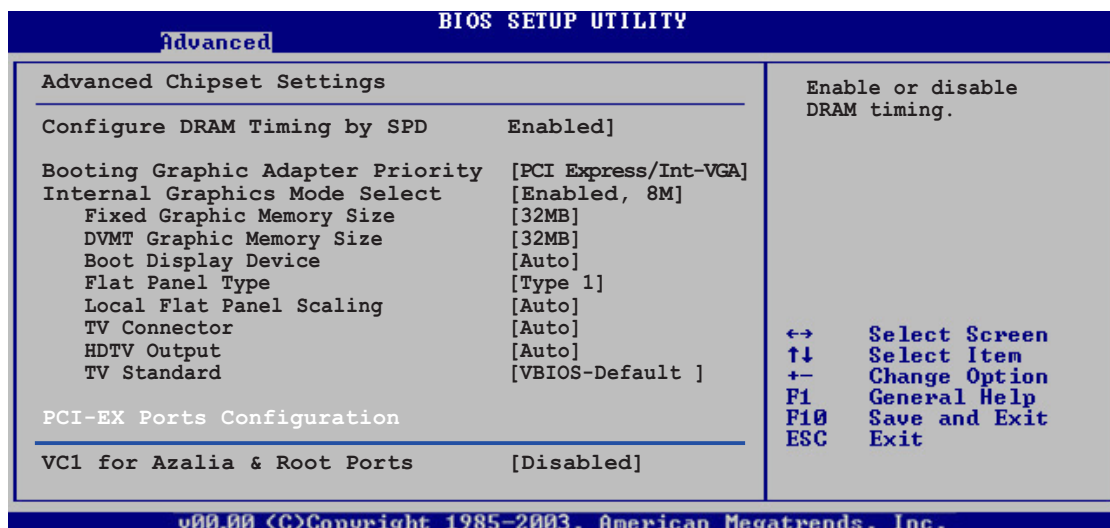 BIOS SETUP UTILITY
Advanced
Advanced Chipset Settings
Configure DRAM Timing by SPD Enabled]
Booting Graphic Adapter Priority [PCI Express/Int-VGA]
Internal Graphics Mode Select [Enabled, 8M]
Fixed Graphic Memory Size [32MB]
DVMT Graphic Memory Size [32MB]
Boot Display Device [Auto]
Flat Panel Type [Type 1]
Local Flat Panel Scaling [Auto]
TV Connector [Auto]
HDTV Output [Auto]
TV Standard [VBIOS-Default ]
PCI-EX Ports Configuration
VC1 for Azalia & Root Ports [Disabled]
Enable or disable
DRAM timing.
←→ Select Screen
↑↓ Select Item
+- Change Option
F1 General Help
F10 Save and Exit
ESC Exit
v00.00 (C)Copyright 1985-2003, American Megatrends, Inc.